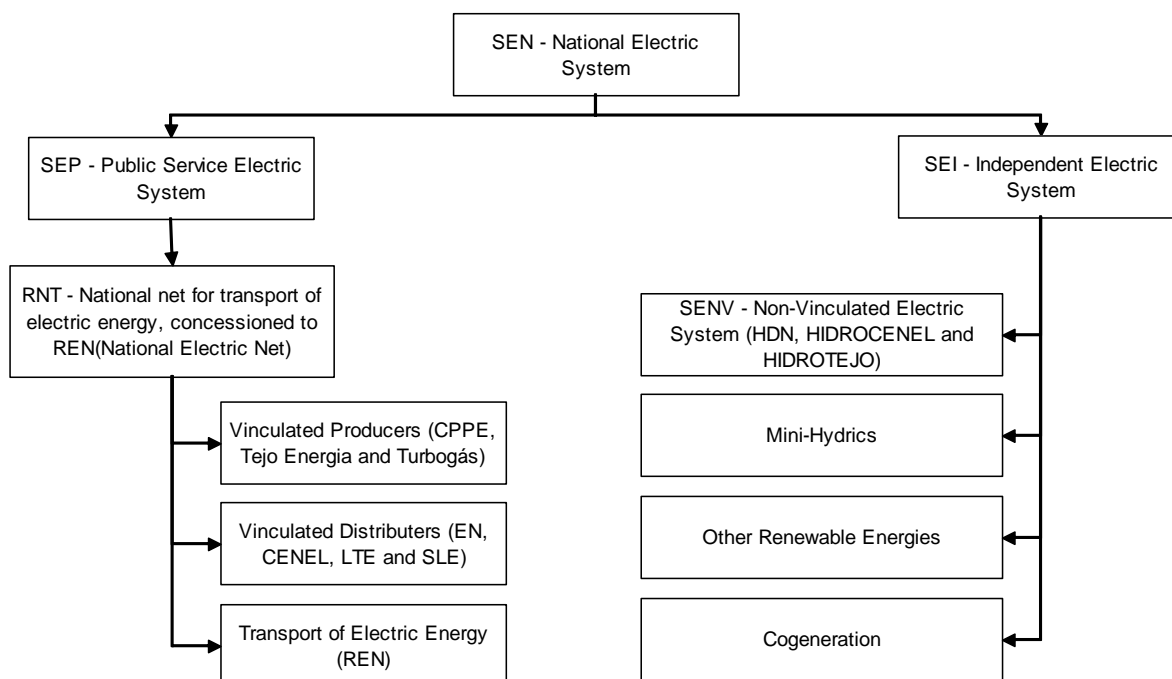 SEN - National Electric
System
SEP - Public Service Electric
System
SEI - Independent Electric
System
RNT - National net for transport of
electric energy, concessioned to
REN(National Electric Net)
SENV - Non-Vinculated Electric
System (HDN, HIDROCENEL and
HIDROTEJO)
Vinculated Producers (CPPE,
Tejo Energia and Turbogás)
Mini-Hydrics
Vinculated Distributers (EN,
CENEL, LTE and SLE)
Other Renewable Energies
Transport of Electric Energy
(REN)
Cogeneration